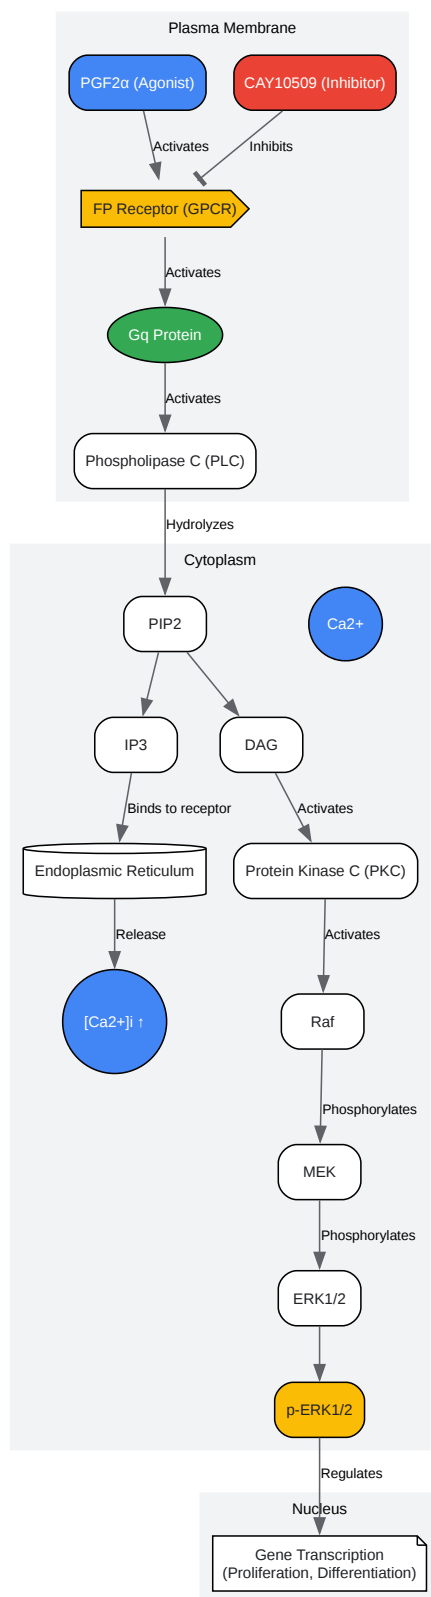 Plasma Membrane
PGF2α (Agonist)
CAY10509 (Inhibitor)
Activates
Inhibits
FP Receptor (GPCR)
Activates
Gq Protein
Activates
Phospholipase C (PLC)
Hydrolyzes
Cytoplasm
PIP2
Ca2+
IP3
DAG
Binds to receptor
Activates
Endoplasmic Reticulum
Protein Kinase C (PKC)
Release
Activates
[Ca2+]i ↑
Raf
Phosphorylates
MEK
Phosphorylates
ERK1/2
p-ERK1/2
Regulates
Nucleus
Gene Transcription
(Proliferation, Differentiation)